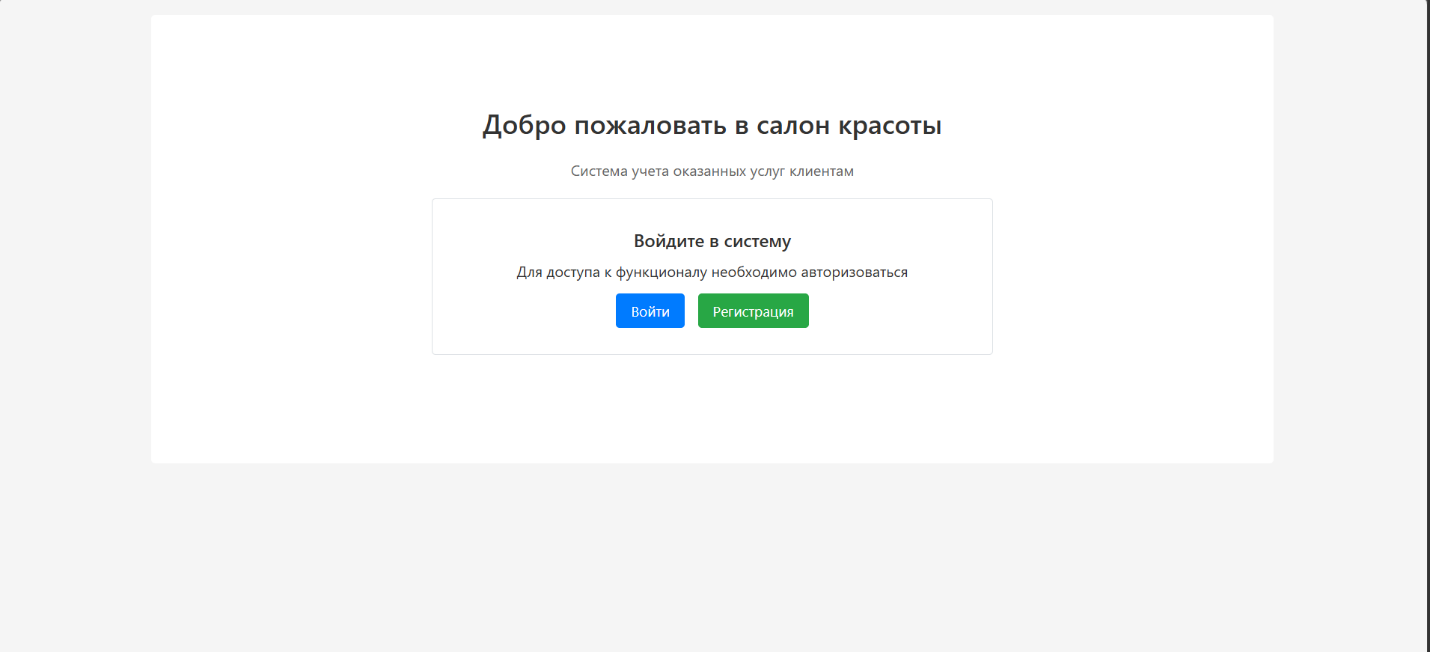 Добро пожаловать в салон красоты
Система учета оказанных услуг клиентам
Войдите в систему
Для доступа к функционалу необходимо авторизоваться
Войти Регистрация